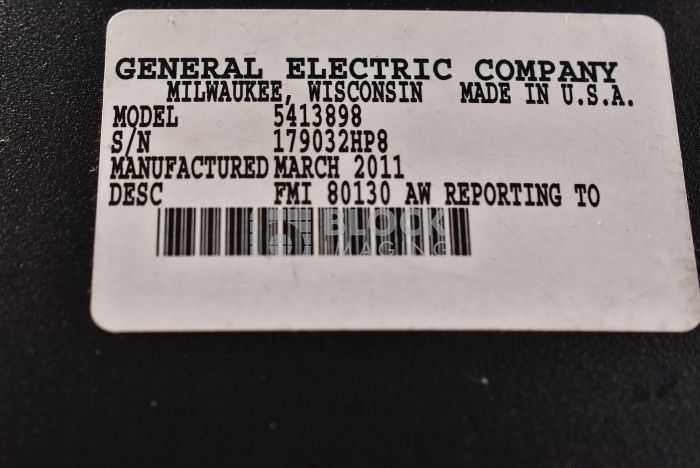 GENERAL ELECTRIC COMPANY
MILWAUKEE, WISCONSIN MADE IN U.S.A.
MODEL 5413898
S/N 179032HP8
MANUFACTURED MARCH 2011
DESC FMI 80130 AW REPORTING TO
BLOCK
IMAGING